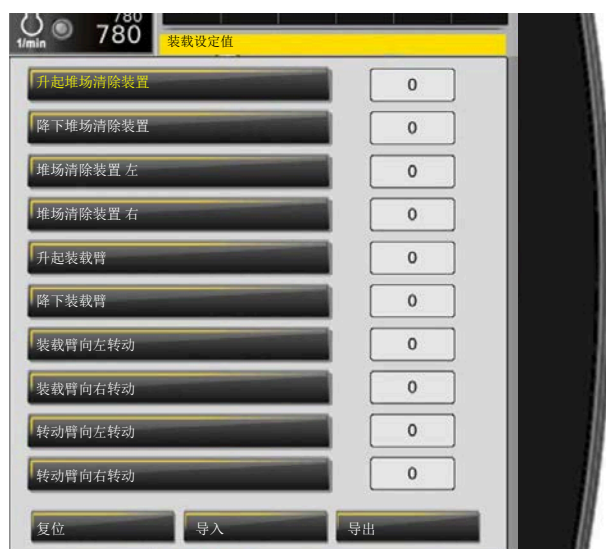 780
1/min 780
装载设定值
升起堆场清除装置 0
降下堆场清除装置 0
堆场清除装置 左 0
堆场清除装置 右 0
升起装载臂 0
降下装载臂 0
装载臂向左转动 0
装载臂向右转动 0
转动臂向左转动 0
转动臂向右转动 0
复位 导入 导出